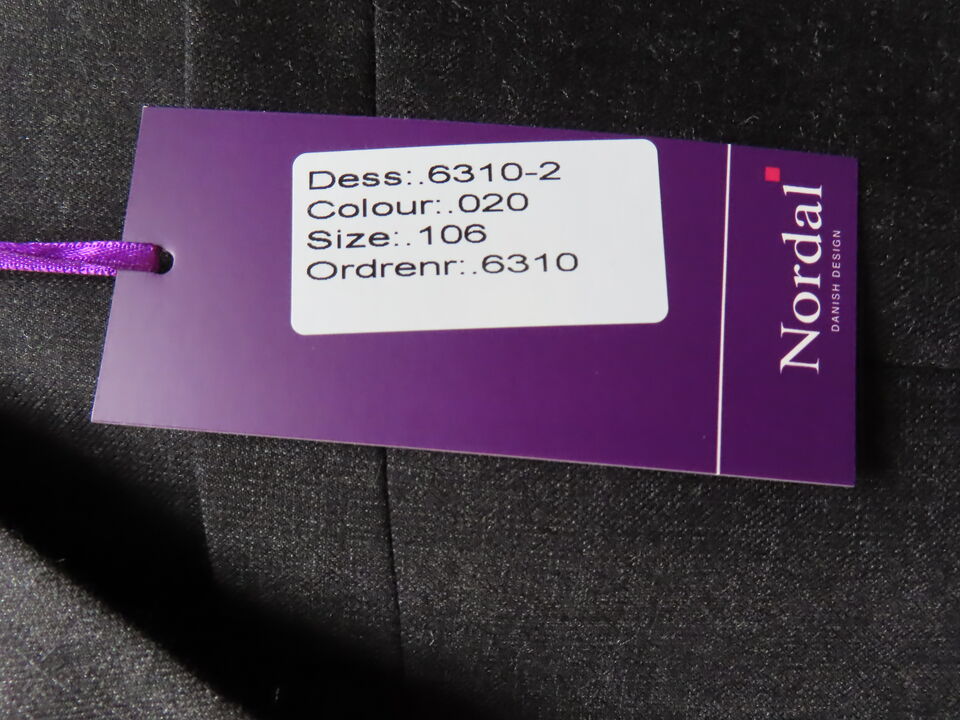 Dess:.6310-2
Colour:.020
Size:.106
Ordrenr:.6310
Nordal
DANISH DESIGN